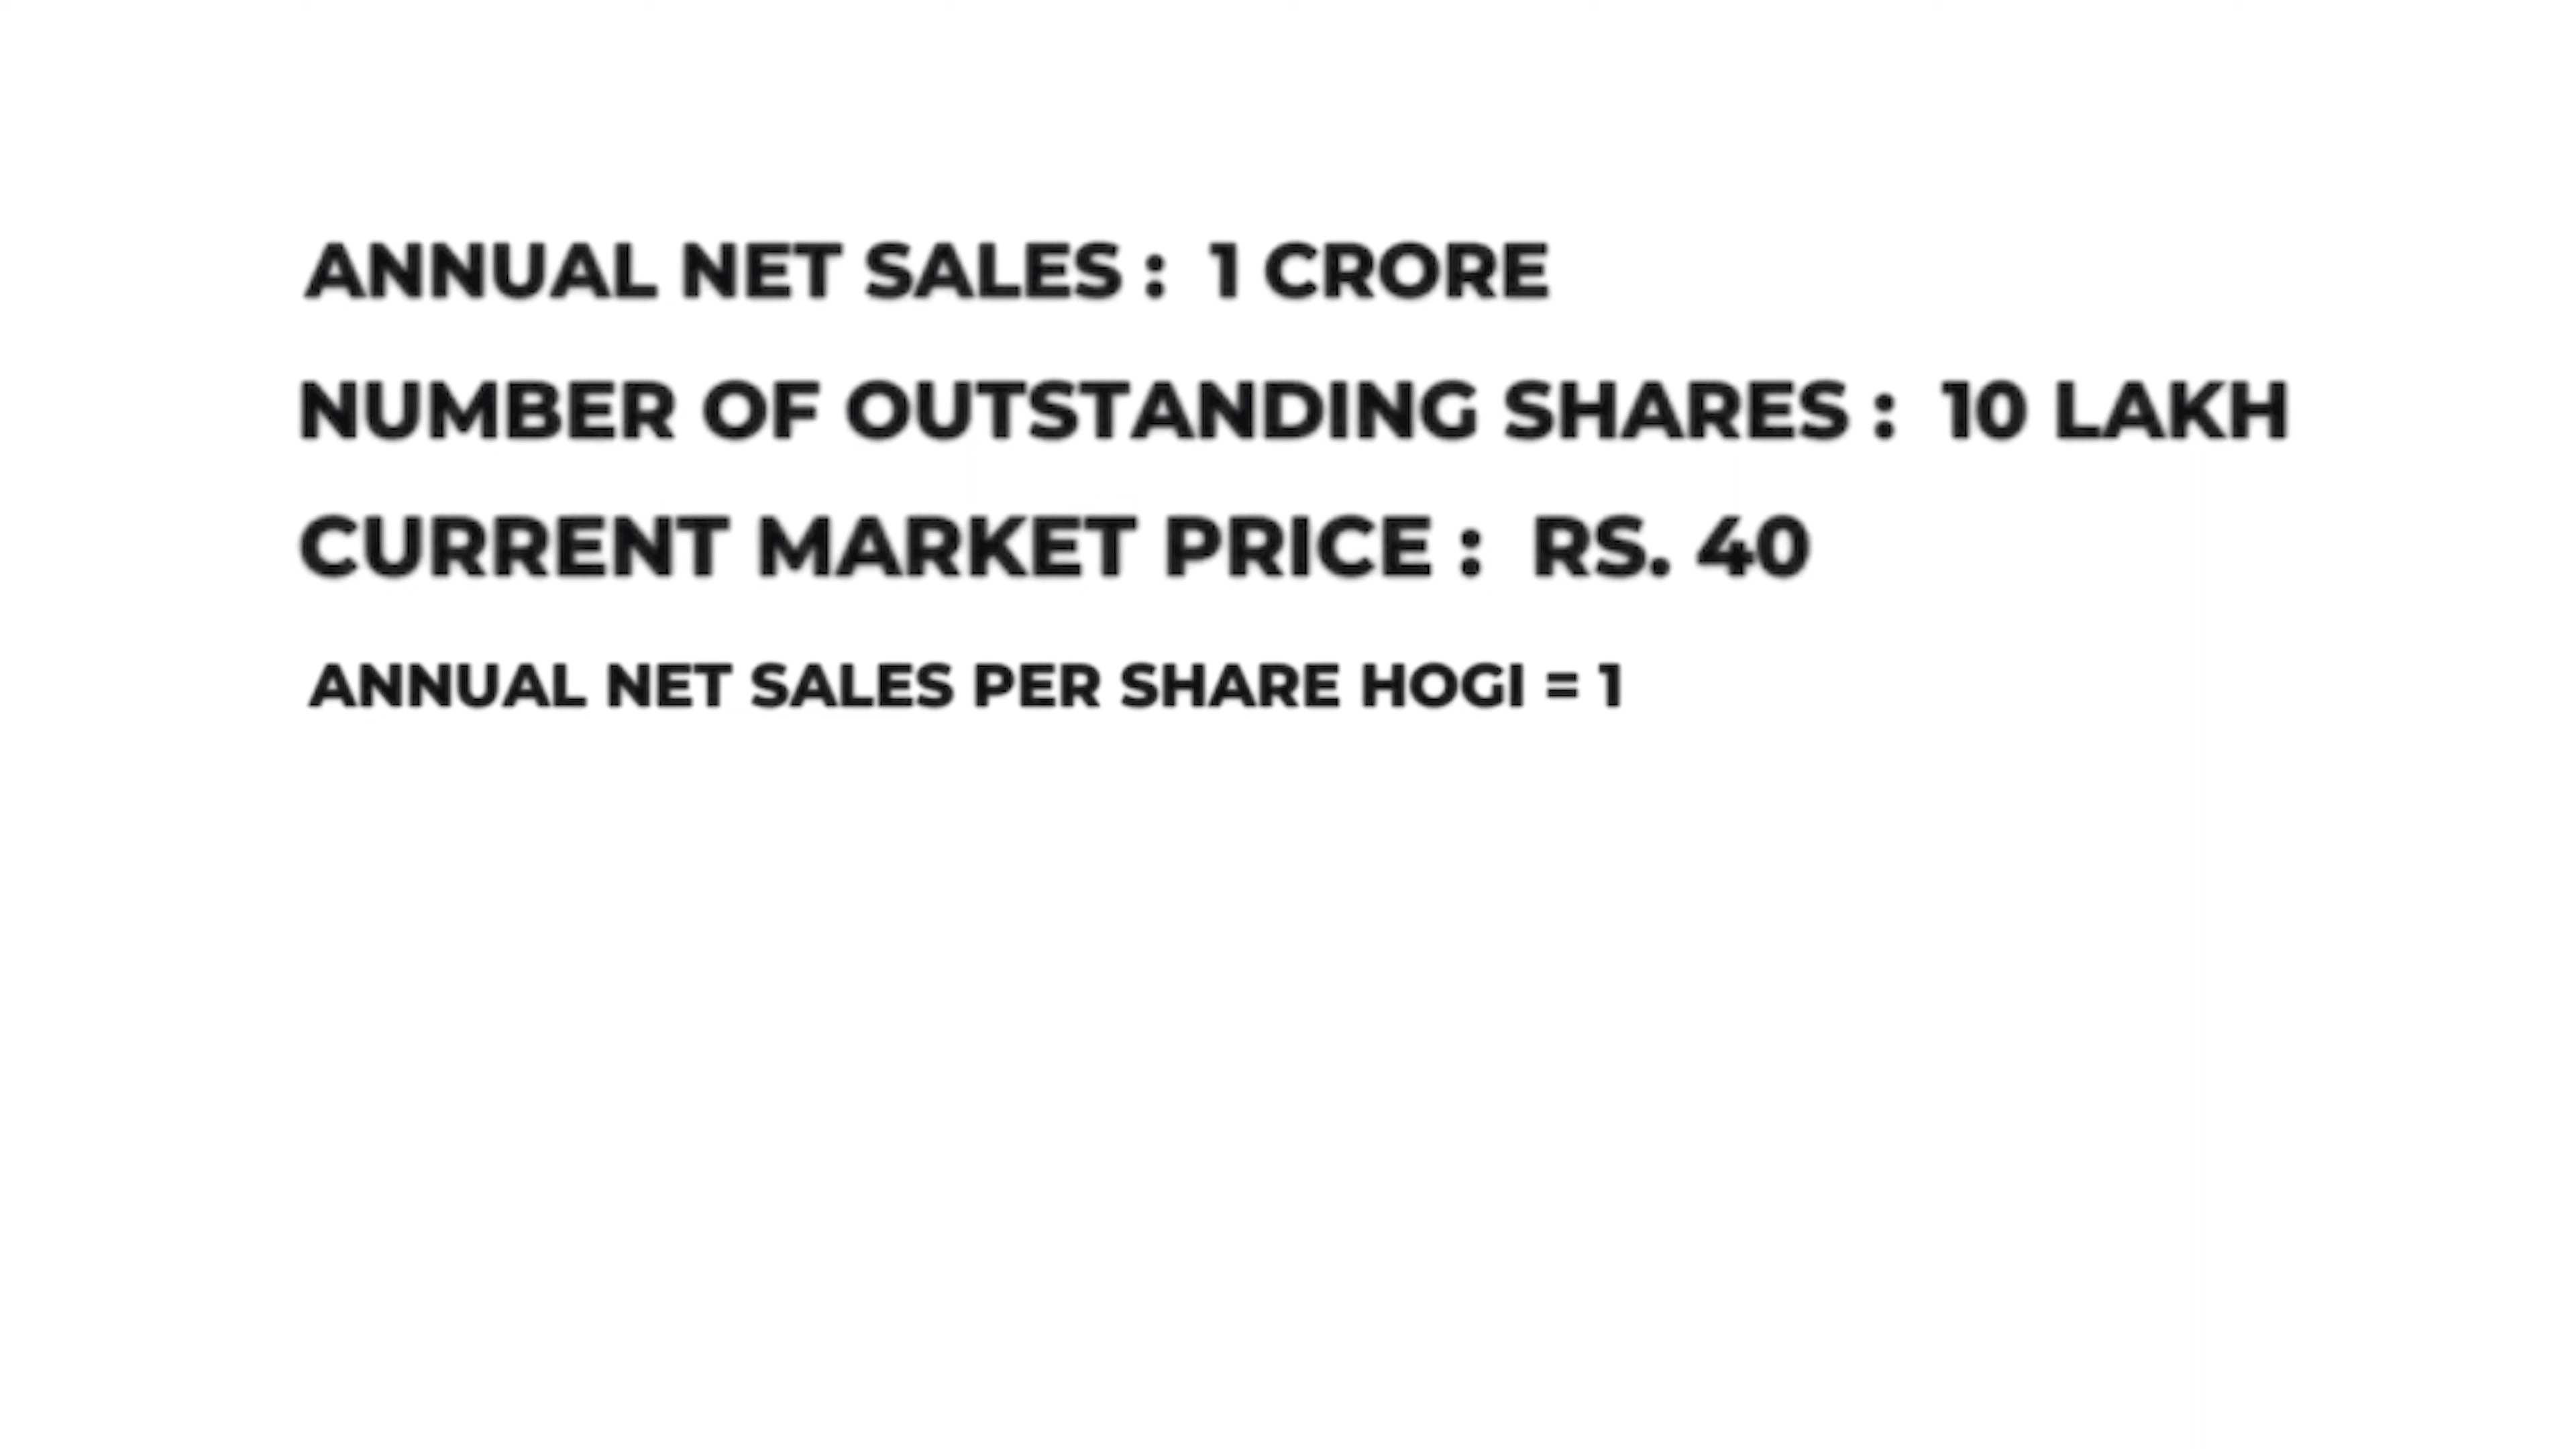 ANNUAL NET SALES : 1 CRORE
NUMBER OF OUTSTANDING SHARES : 10 LAKH
CURRENT MARKET PRICE : RS. 40
ANNUAL NET SALES PER SHARE HOGI = 1